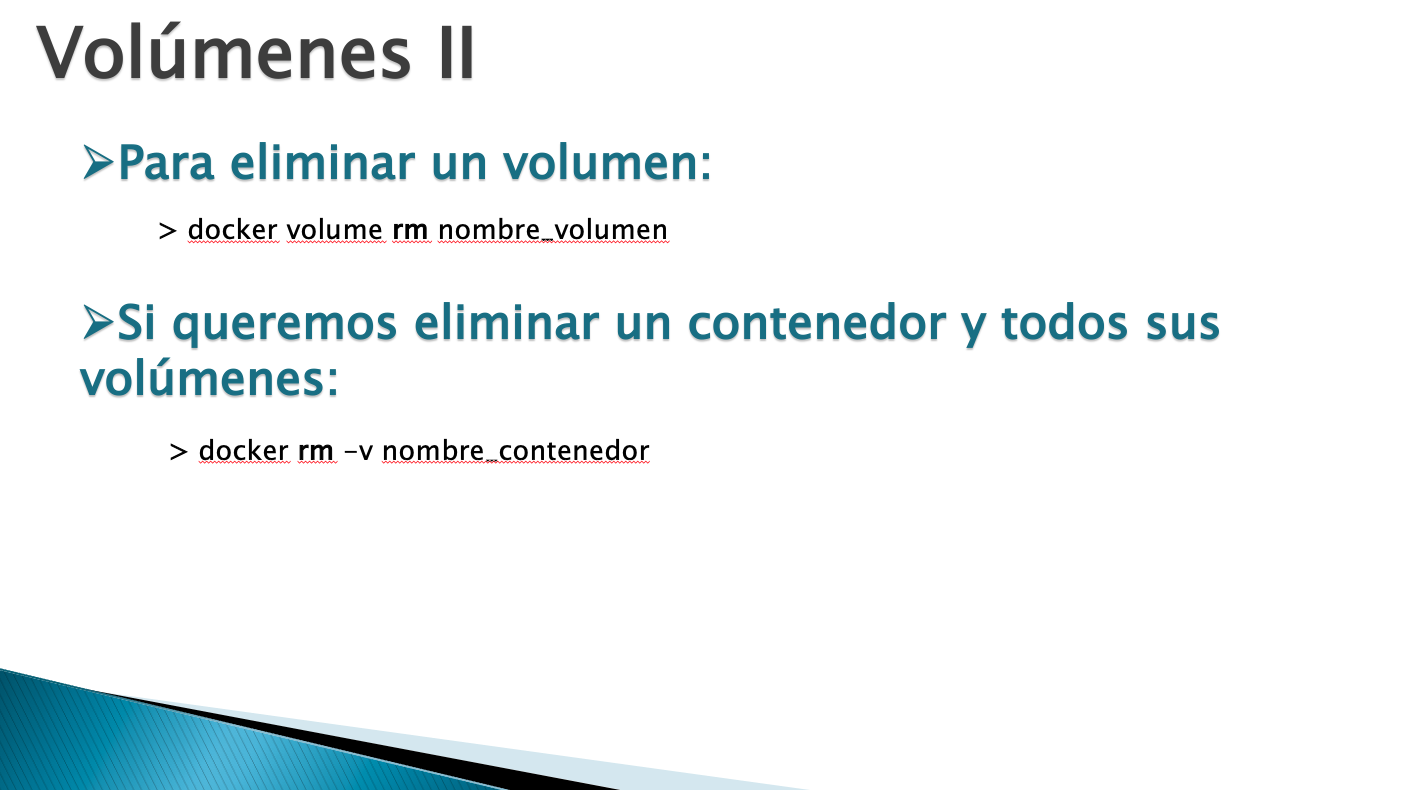 Volúmenes II
➢Para eliminar un volumen:
> docker volume rm nombre_volumen
➢Si queremos eliminar un contenedor y todos sus
volúmenes:
> docker rm -v nombre_contenedor